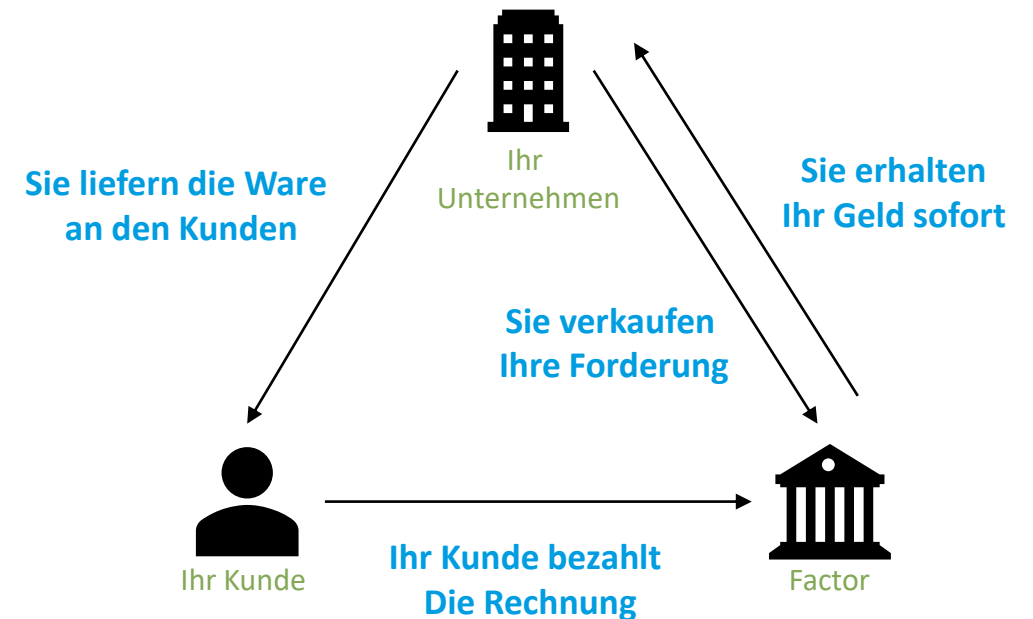 Ihr
Unternehmen
Sie liefern die Ware
an den Kunden
Sie erhalten
Ihr Geld sofort
Sie verkaufen
Ihre Forderung
Ihr Kunde
Ihr Kunde bezahlt
Die Rechnung
Factor